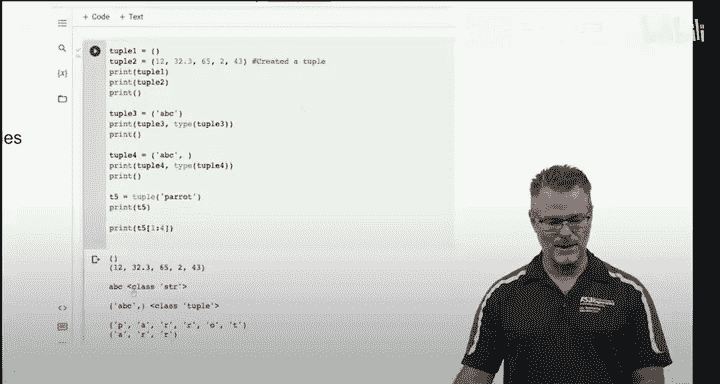 + Code + Text
es
{x}
tuple1 = ()
tuple2 = (12, 32.3, 65, 2, 43) #Created a tuple
print(tuple1)
print(tuple2)
print()
tuple3 = ('abc')
print(tuple3, type(tuple3))
print()
tuple4 = ('abc', )
print(tuple4, type(tuple4))
print()
t5 = tuple('parrot')
print(t5)
print(t5[1:4])
()
(12, 32.3, 65, 2, 43)
abc <class 'str'>
('abc',) <class 'tuple'>
('p', 'a', 'r', 'r', 'o', 't')
('a', 'r', 'r')